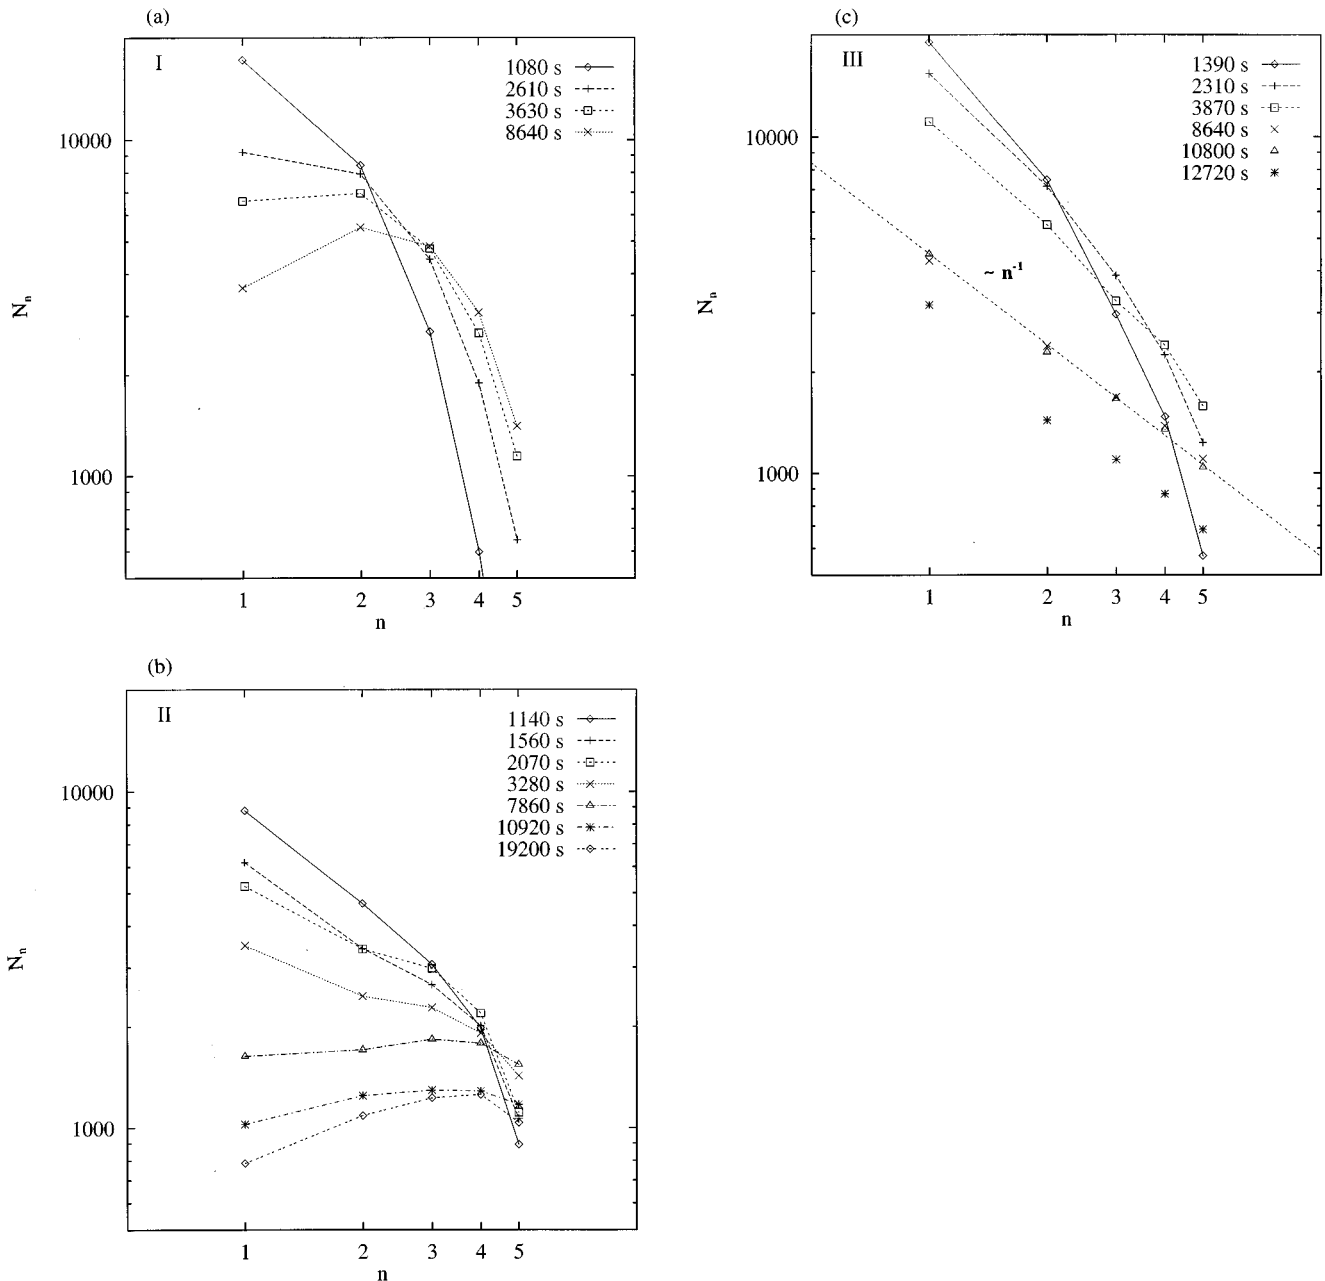 (a)
I
1080 s
2610 s
3630 s
8640 s
10000
1000
N_n
1 2 3 4 5
n
(c)
III
1390 s
2310 s
3870 s
8640 s
10800 s
12720 s
10000
~ n^-1
1000
N_n
1 2 3 4 5
n
(b)
II
1140 s
1560 s
2070 s
3280 s
7860 s
10920 s
19200 s
10000
1000
N_n
1 2 3 4 5
n